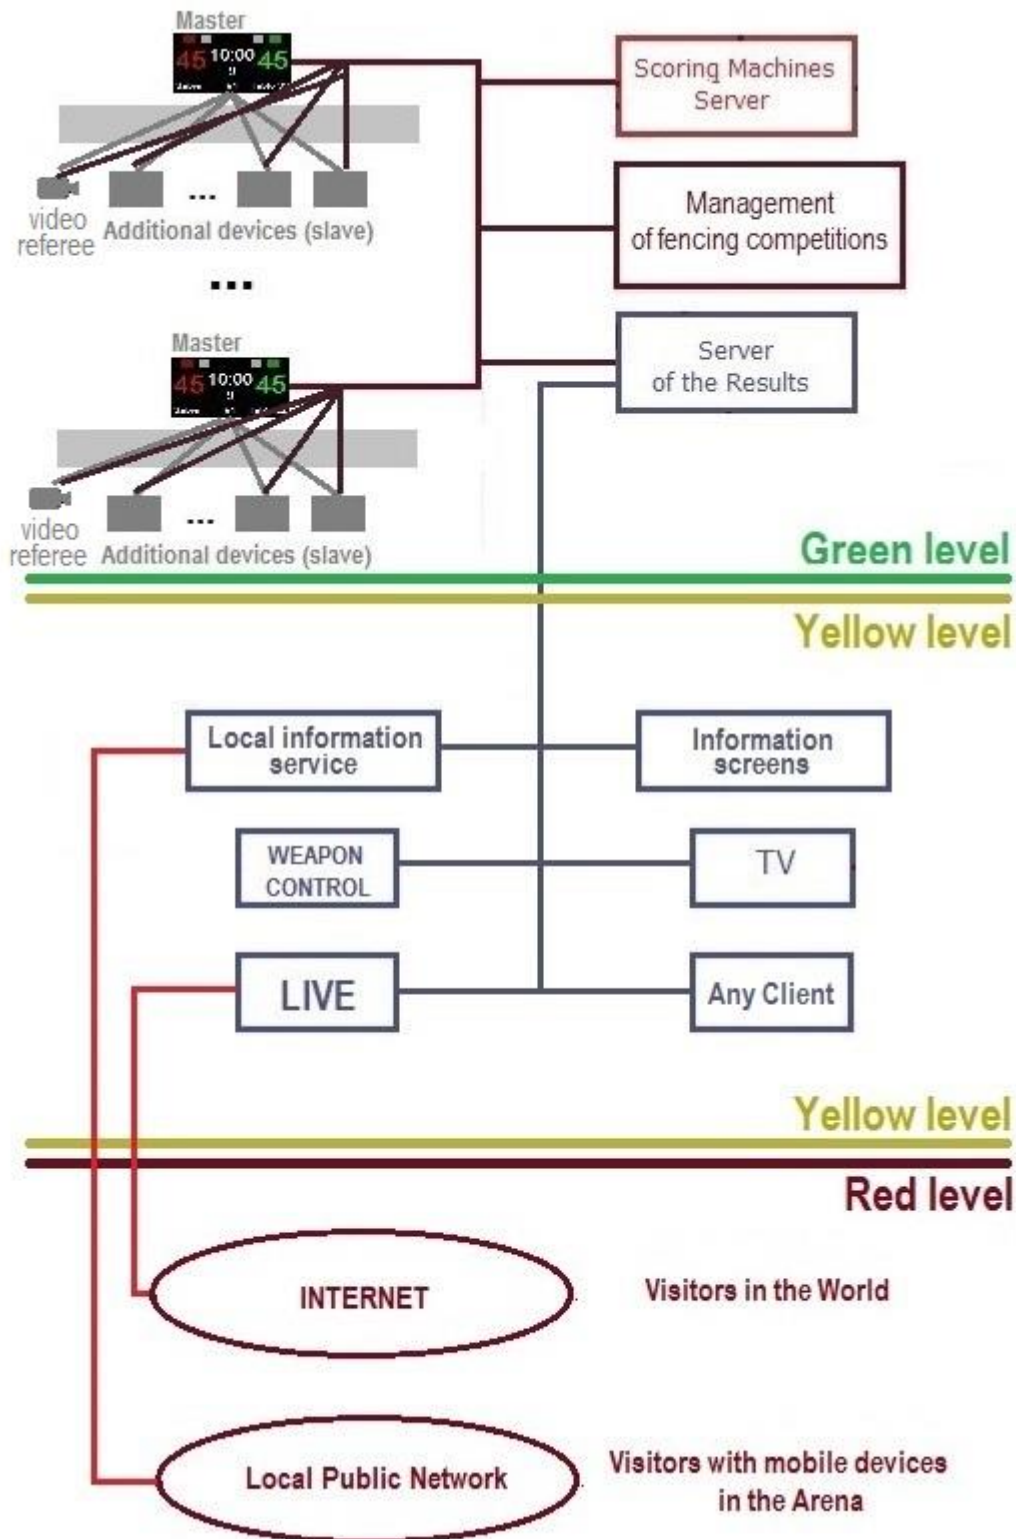 Master
45 10:00 45
9
video
referee
Additional devices (slave)
...
...
Master
45 10:00 45
9
video
referee
Additional devices (slave)
...
Scoring Machines
Server
Management
of fencing competitions
Server
of the Results
Green level
Yellow level
Local information
service
Information
screens
WEAPON
CONTROL
TV
LIVE
Any Client
Yellow level
Red level
INTERNET
Visitors in the World
Local Public Network
Visitors with mobile devices
in the Arena